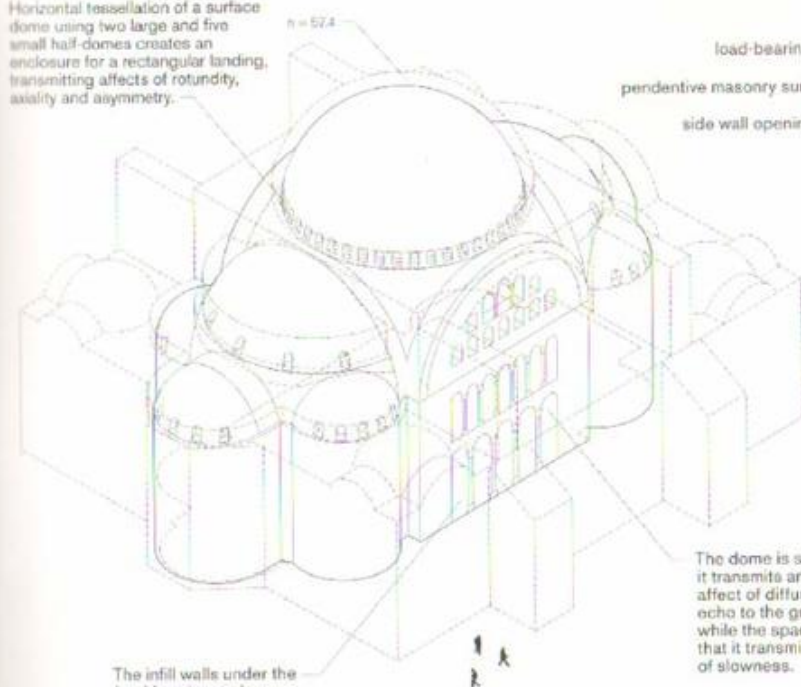 Horizontal tessellation of a surface
dome using two large and five
small half-domes creates an
enclosure for a rectangular landing,
transmitting affects of rotundity,
axiality and asymmetry.
h = 52.4
load-bearin
pendentive masonry sur
side wall openin
The dome is s
it transmits an
affect of diffu
echo to the g
while the spac
that it transmi
of slowness.
The infill walls under the